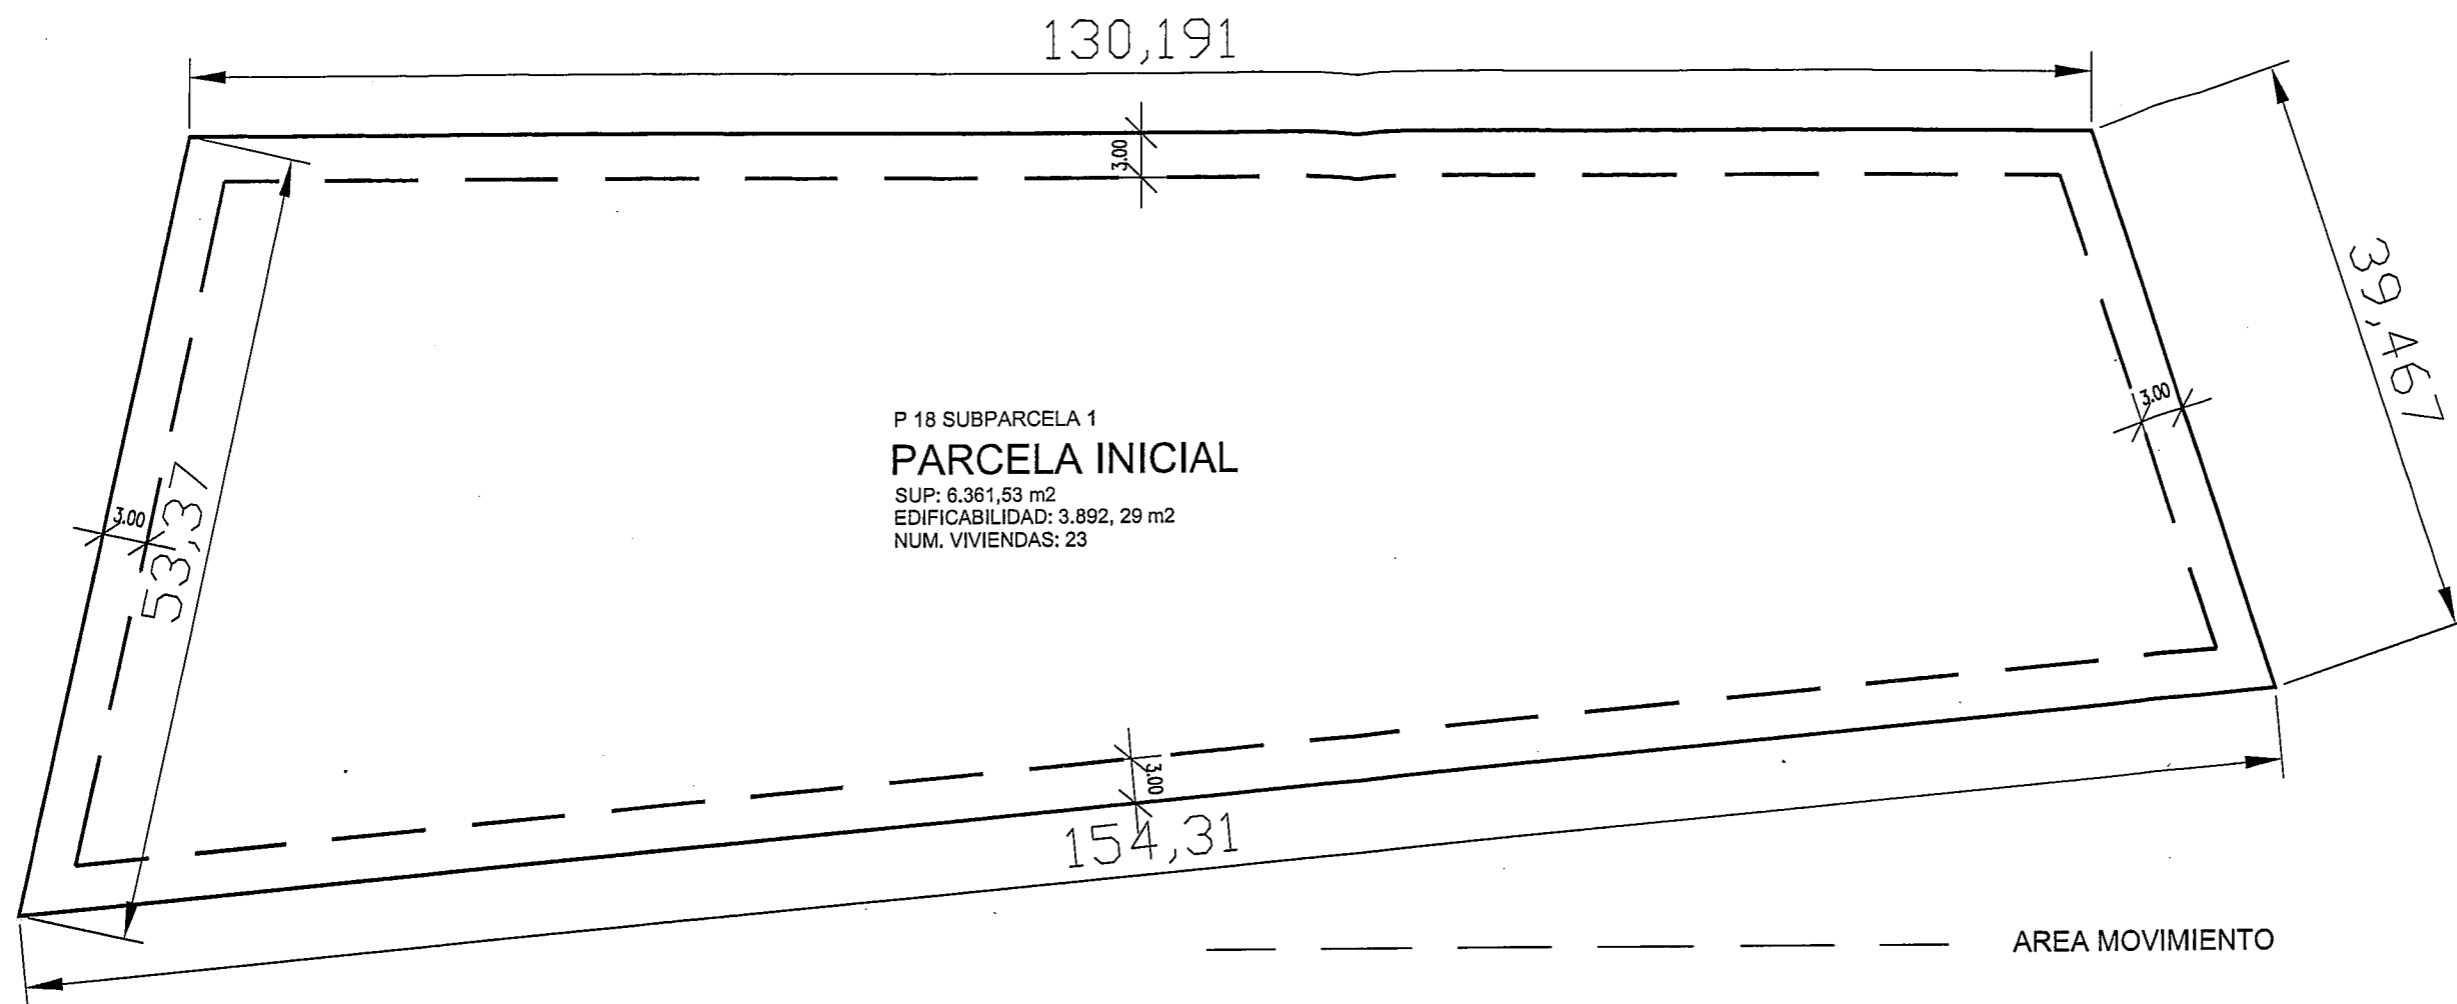 130,191
3.00
39,467
P 18 SUBPARCELA 1
PARCELA INICIAL
SUP: 6.361,53 m2
EDIFICABILIDAD: 3.892, 29 m2
NUM. VIVIENDAS: 23
3.00
3.00
53,37
3.00
154,31
AREA MOVIMIENTO